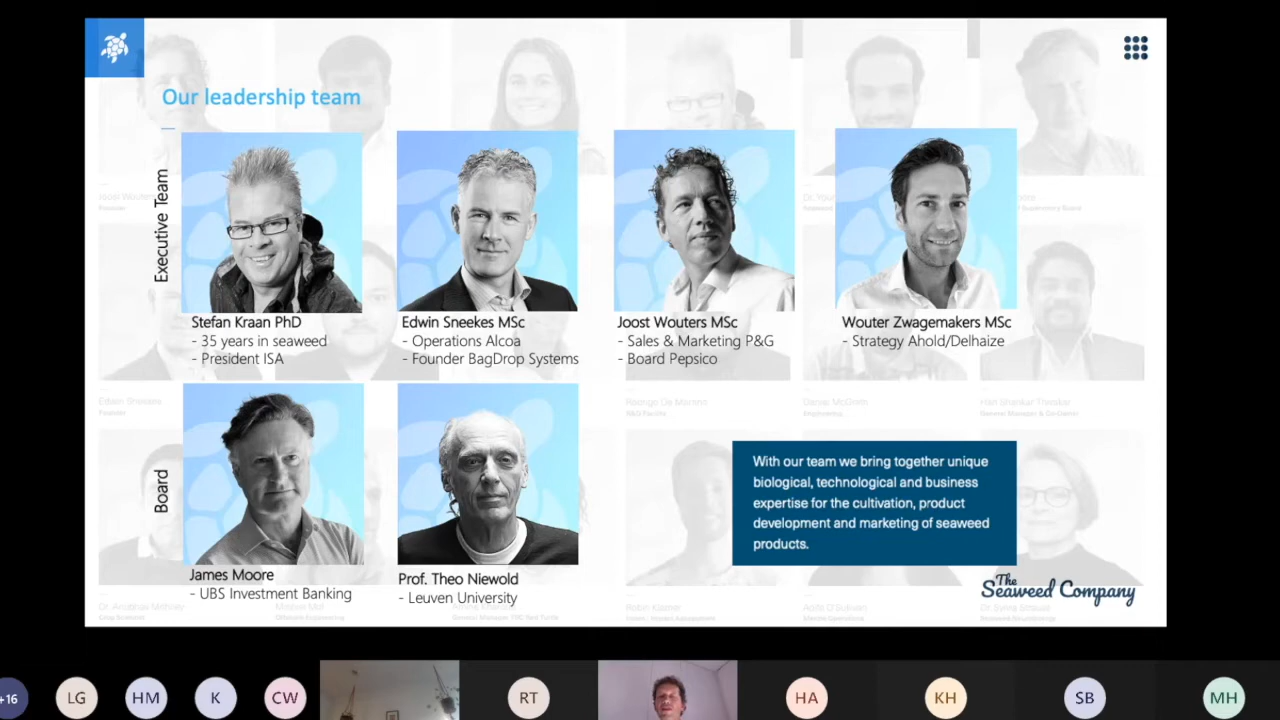 Our leadership team
Executive Team
Stefan Kraan PhD
- 35 years in seaweed
- President ISA
Edwin Sneekes MSc
- Operations Alcoa
- Founder BagDrop Systems
Joost Wouters MSc
- Sales & Marketing P&G
- Board Pepsico
Wouter Zwagemakers MSc
- Strategy Ahold/Delhaize
Board
James Moore
- UBS Investment Banking
Prof. Theo Niewold
- Leuven University
With our team we bring together unique
biological, technological and business
expertise for the cultivation, product
development and marketing of seaweed
products.
The
Seaweed Company
+16
LG
HM
K
CW
RT
HA
KH
SB
MH